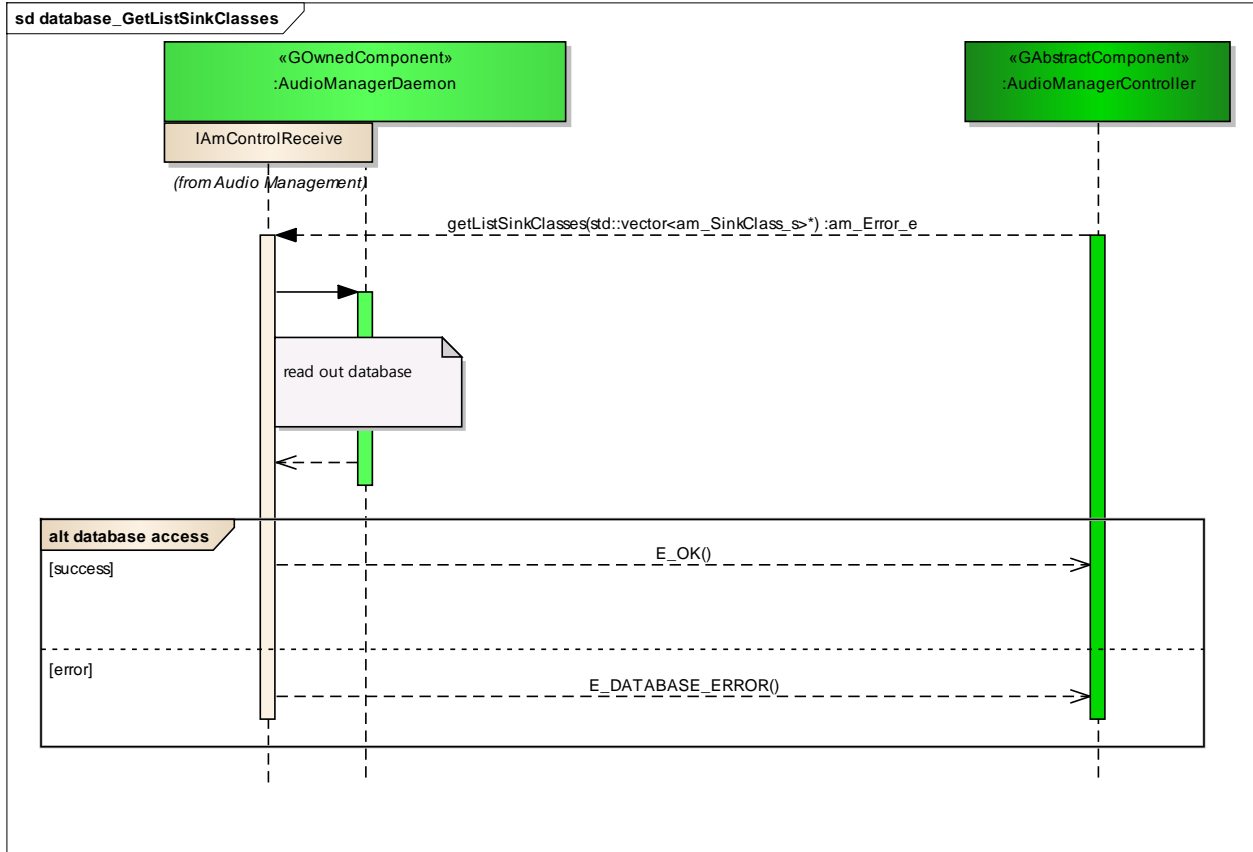 sd database_GetListSinkClasses
«GOwnedComponent»
:AudioManagerDaemon
«GAbstractComponent»
:AudioManagerController
IAmControlReceive
(from Audio Management)
getListSinkClasses(std::vector<am_SinkClass_s>*) :am_Error_e
read out database
alt database access
E_OK()
[success]
[error]
E_DATABASE_ERROR()